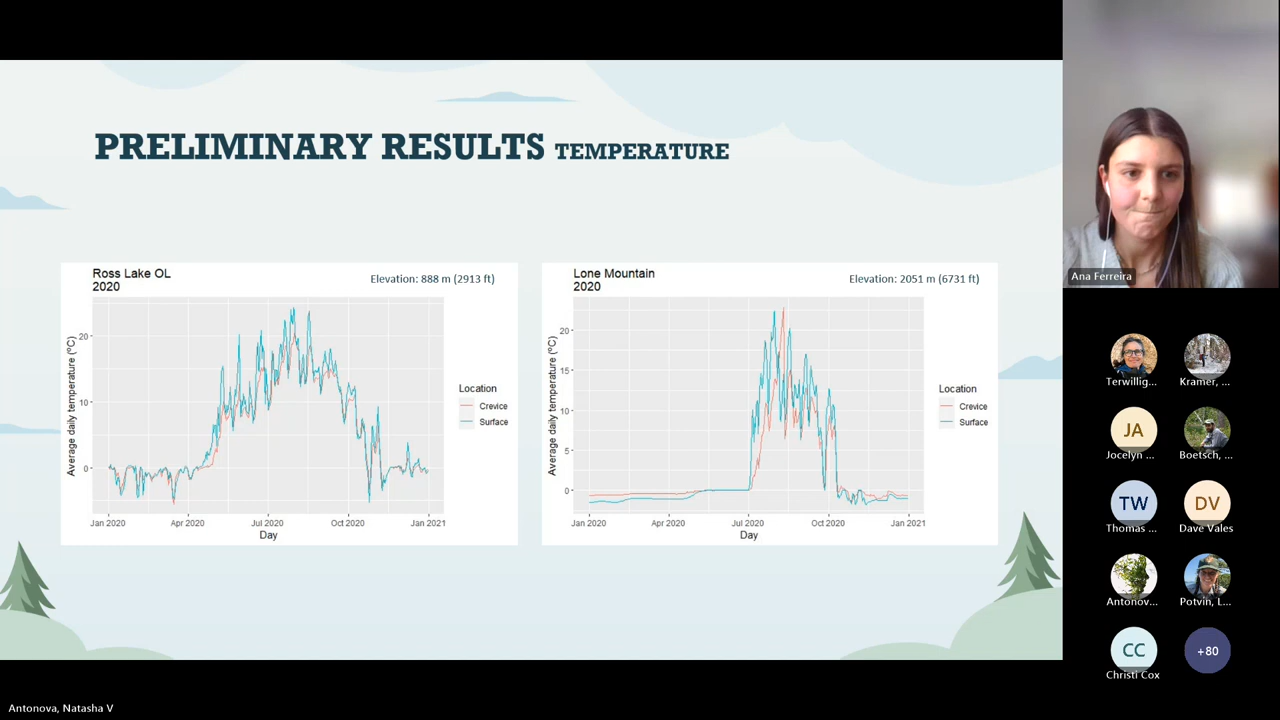 PRELIMINARY RESULTS TEMPERATURE
Ross Lake OL
2020
Elevation: 888 m (2913 ft)
Average daily temperature (°C)
20
10
0
Jan 2020
Apr 2020
Jul 2020
Oct 2020
Jan 2021
Day
Location
Crevice
Surface
Lone Mountain
2020
Elevation: 2051 m (6731 ft)
Average daily temperature (°C)
20
15
10
5
0
Jan 2020
Apr 2020
Jul 2020
Oct 2020
Jan 2021
Day
Location
Crevice
Surface
Ana Ferreira
Terwillig...
Kramer, ...
JA
Jocelyn ...
Boetsch, ...
TW
Thomas ...
DV
Dave Vales
Antonov...
Potvin, L...
CC
Christi Cox
+80
Antonova, Natasha V